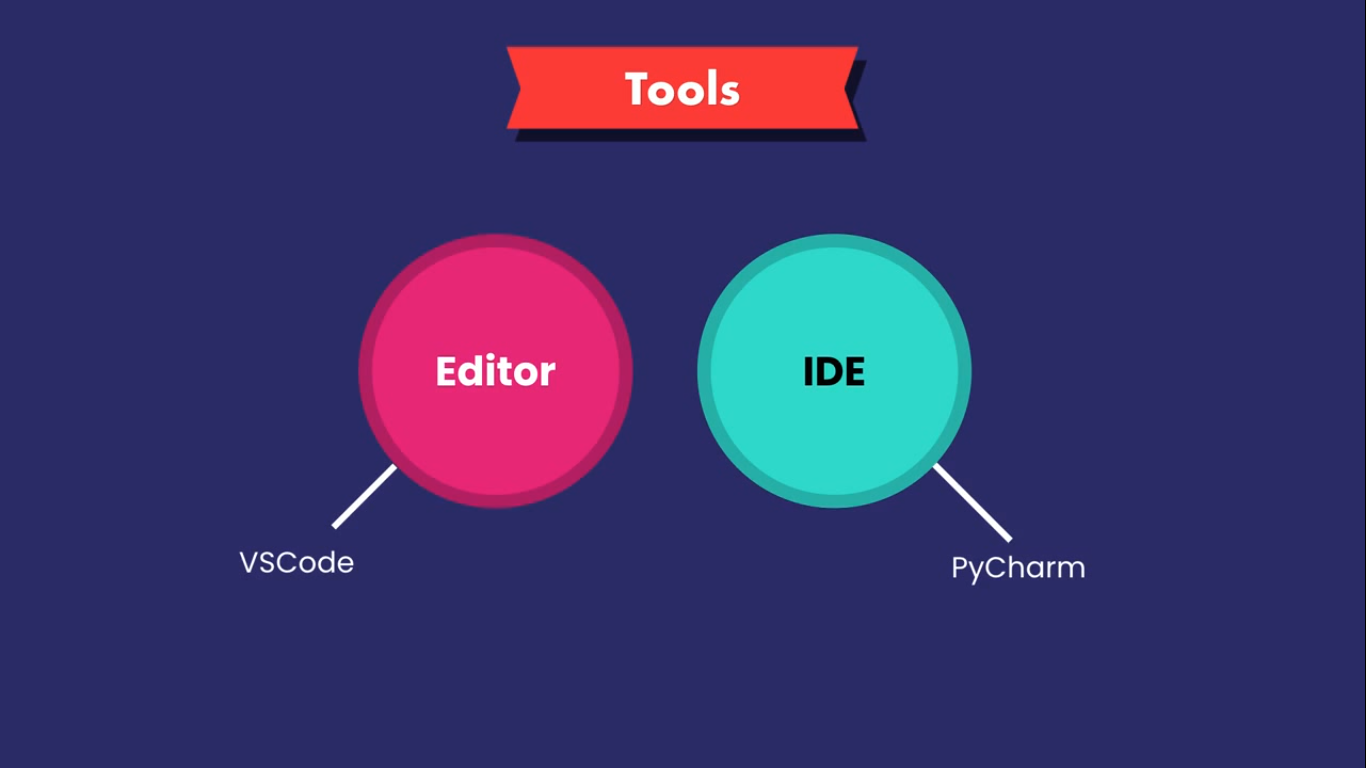 Tools
Editor
IDE
VSCode
PyCharm